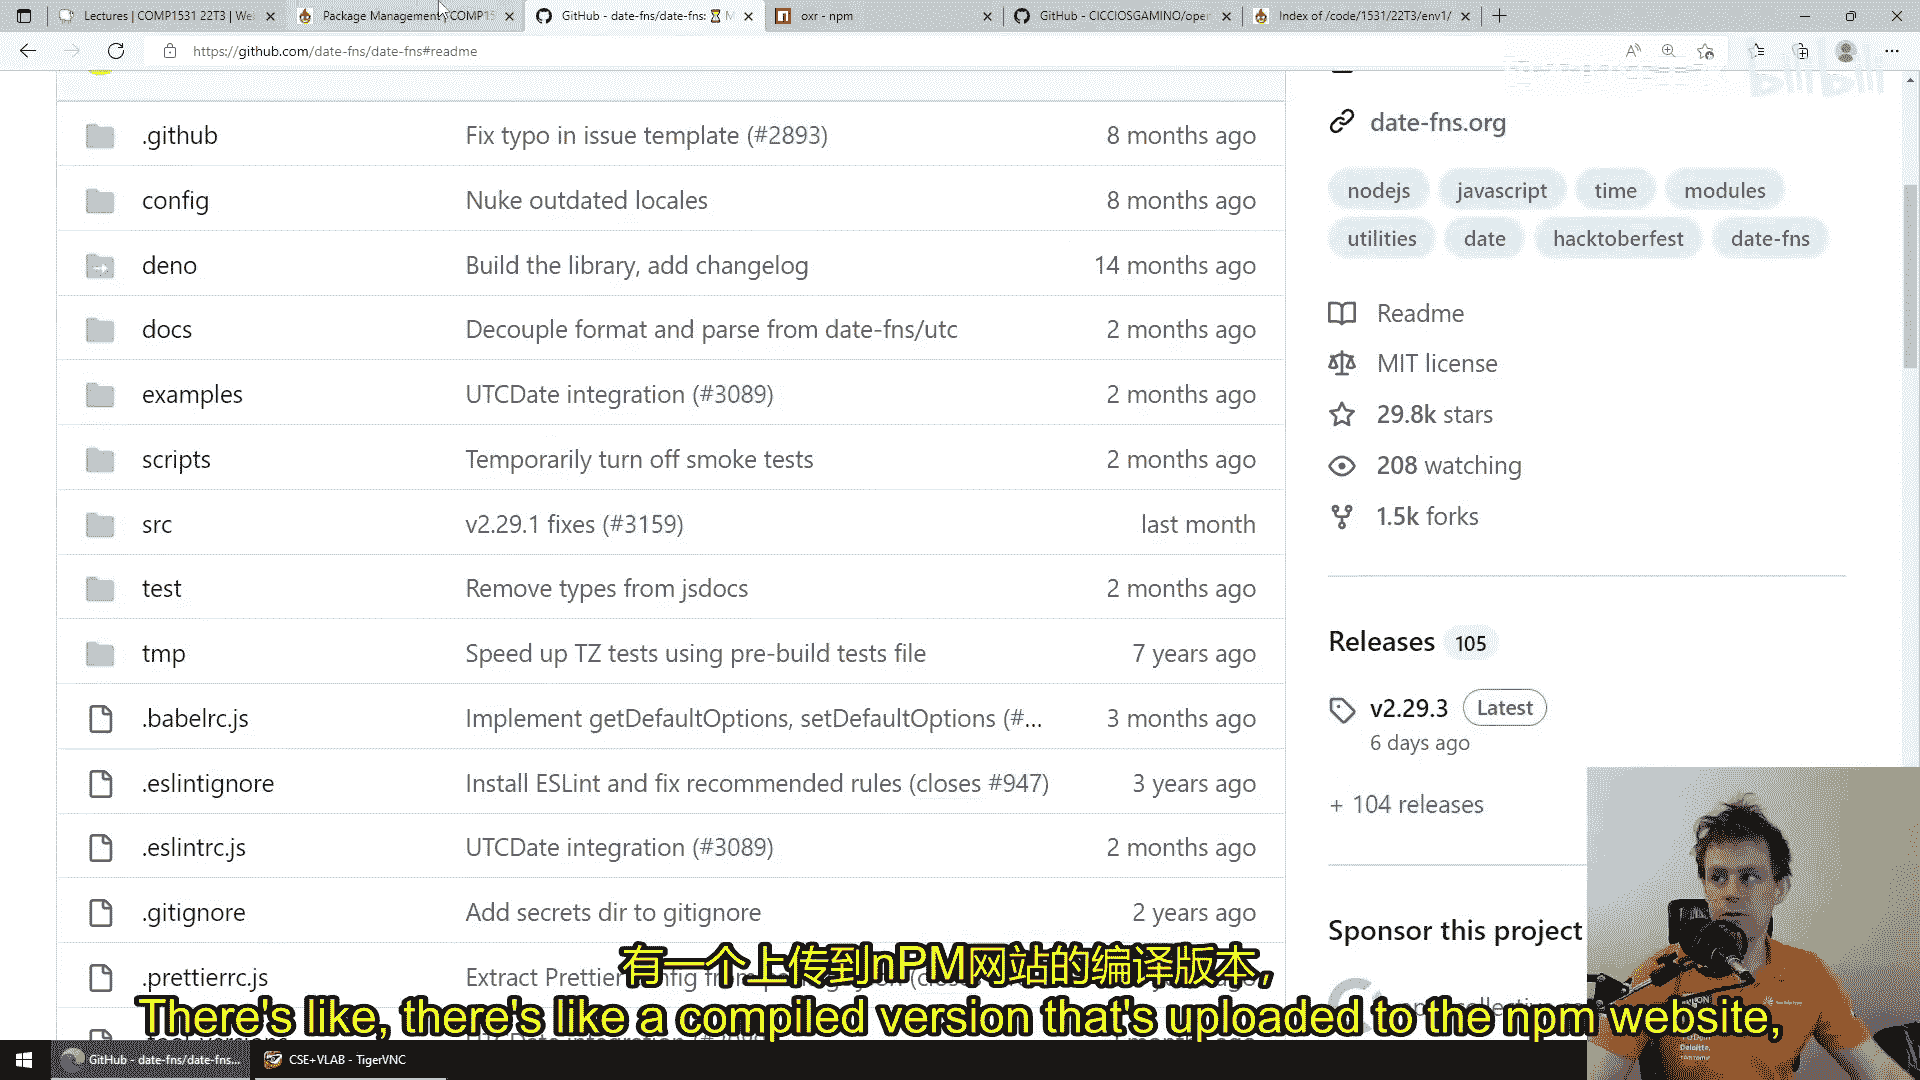 Lectures | COMP1531 22T3 | We
Package Management | COMP15
GitHub - date-fns/date-fns: ⏳ M
oxr - npm
GitHub - CICCIOSGAMINO/open
Index of /code/1531/22T3/env1/
https://github.com/date-fns/date-fns#readme
.github Fix typo in issue template (#2893) 8 months ago
config Nuke outdated locales 8 months ago
deno Build the library, add changelog 14 months ago
docs Decouple format and parse from date-fns/utc 2 months ago
examples UTCDate integration (#3089) 2 months ago
scripts Temporarily turn off smoke tests 2 months ago
src v2.29.1 fixes (#3159) last month
test Remove types from jsdocs 2 months ago
tmp Speed up TZ tests using pre-build tests file 7 years ago
.babelrc.js Implement getDefaultOptions, setDefaultOptions (#... 3 months ago
.eslintignore Install ESLint and fix recommended rules (closes #947) 3 years ago
.eslintrc.js UTCDate integration (#3089) 2 months ago
.gitignore Add secrets dir to gitignore 2 years ago
.prettierrc.js Extract Prettier
date-fns.org
nodejs javascript time modules
utilities date hacktoberfest date-fns
Readme
MIT license
29.8k stars
208 watching
1.5k forks
Releases 105
v2.29.3 Latest
6 days ago
+ 104 releases
Sponsor this project
有一个上传到nPM网站的编译版本,
There's like, there's like a compiled version that's uploaded to the npm website,
GitHub - date-fns/date-fns...
CSE+VLAB - TigerVNC